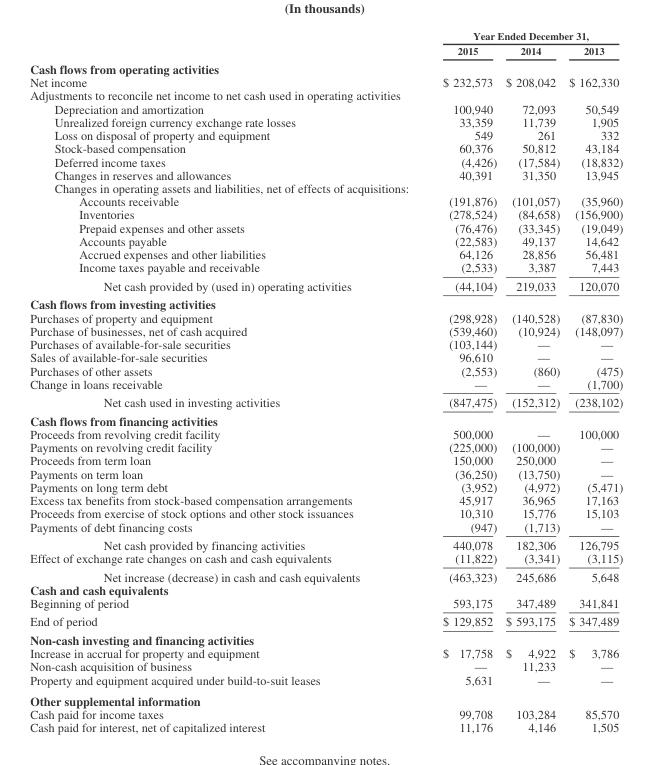 (In thousands)
Year Ended December 31,
2015 2014 2013
Cash flows from operating activities
Net income $ 232,573 $ 208,042 $ 162,330
Adjustments to reconcile net income to net cash used in operating activities
Depreciation and amortization 100,940 72,093 50,549
Unrealized foreign currency exchange rate losses 33,359 11,739 1,905
Loss on disposal of property and equipment 549 261 332
Stock-based compensation 60,376 50,812 43,184
Deferred income taxes (4,426) (17,584) (18,832)
Changes in reserves and allowances 40,391 31,350 13,945
Changes in operating assets and liabilities, net of effects of acquisitions:
Accounts receivable (191,876) (101,057) (35,960)
Inventories (278,524) (84,658) (156,900)
Prepaid expenses and other assets (76,476) (33,345) (19,049)
Accounts payable (22,583) 49,137 14,642
Accrued expenses and other liabilities 64,126 28,856 56,481
Income taxes payable and receivable (2,533) 3,387 7,443
Net cash provided by (used in) operating activities (44,104) 219,033 120,070
Cash flows from investing activities
Purchases of property and equipment (298,928) (140,528) (87,830)
Purchase of businesses, net of cash acquired (539,460) (10,924) (148,097)
Purchases of available-for-sale securities (103,144) — —
Sales of available-for-sale securities 96,610 — —
Purchases of other assets (2,553) (860) (475)
Change in loans receivable — — (1,700)
Net cash used in investing activities (847,475) (152,312) (238,102)
Cash flows from financing activities
Proceeds from revolving credit facility 500,000 — 100,000
Payments on revolving credit facility (225,000) (100,000) —
Proceeds from term loan 150,000 250,000 —
Payments on term loan (36,250) (13,750) —
Payments on long term debt (3,952) (4,972) (5,471)
Excess tax benefits from stock-based compensation arrangements 45,917 36,965 17,163
Proceeds from exercise of stock options and other stock issuances 10,310 15,776 15,103
Payments of debt financing costs (947) (1,713) —
Net cash provided by financing activities 440,078 182,306 126,795
Effect of exchange rate changes on cash and cash equivalents (11,822) (3,341) (3,115)
Net increase (decrease) in cash and cash equivalents (463,323) 245,686 5,648
Cash and cash equivalents
Beginning of period 593,175 347,489 341,841
End of period $ 129,852 $ 593,175 $ 347,489
Non-cash investing and financing activities
Increase in accrual for property and equipment $ 17,758 $ 4,922 $ 3,786
Non-cash acquisition of business — 11,233 —
Property and equipment acquired under build-to-suit leases 5,631 — —
Other supplemental information
Cash paid for income taxes 99,708 103,284 85,570
Cash paid for interest, net of capitalized interest 11,176 4,146 1,505
See accompanying notes.